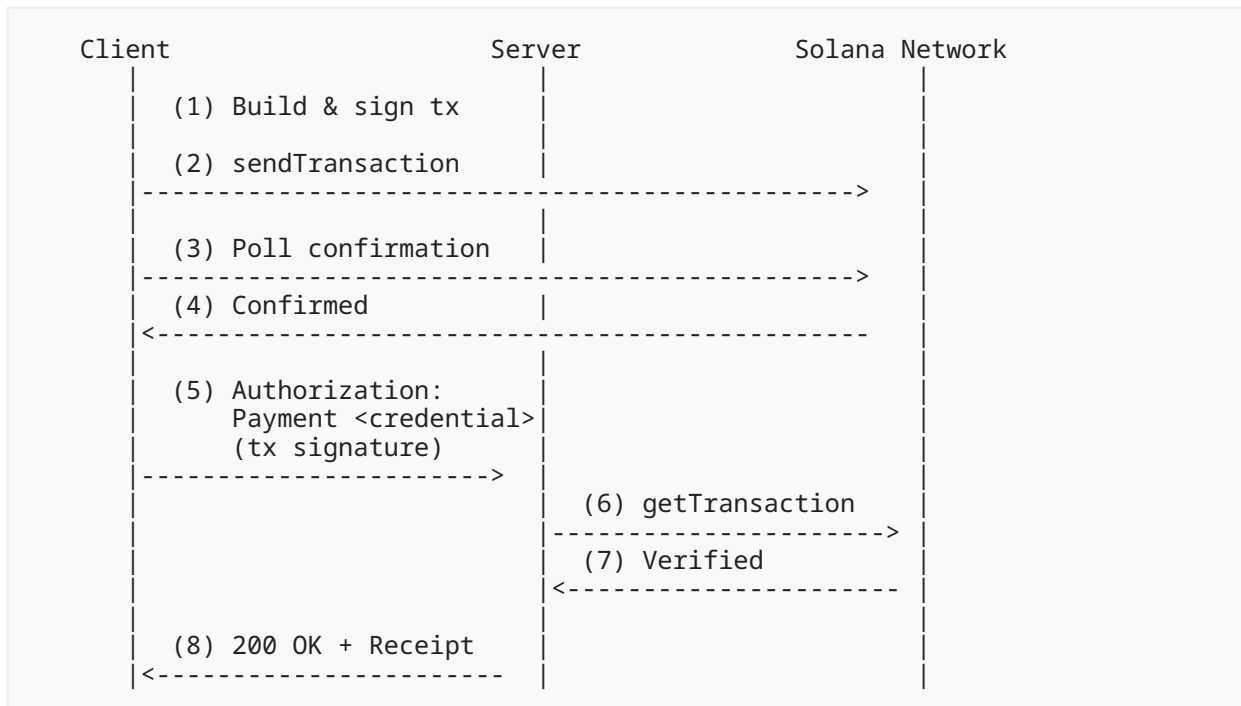 Client Server Solana Network
(1) Build & sign tx
(2) sendTransaction
(3) Poll confirmation
(4) Confirmed
(5) Authorization:
Payment <credential>
(tx signature)
(6) getTransaction
(7) Verified
(8) 200 OK + Receipt